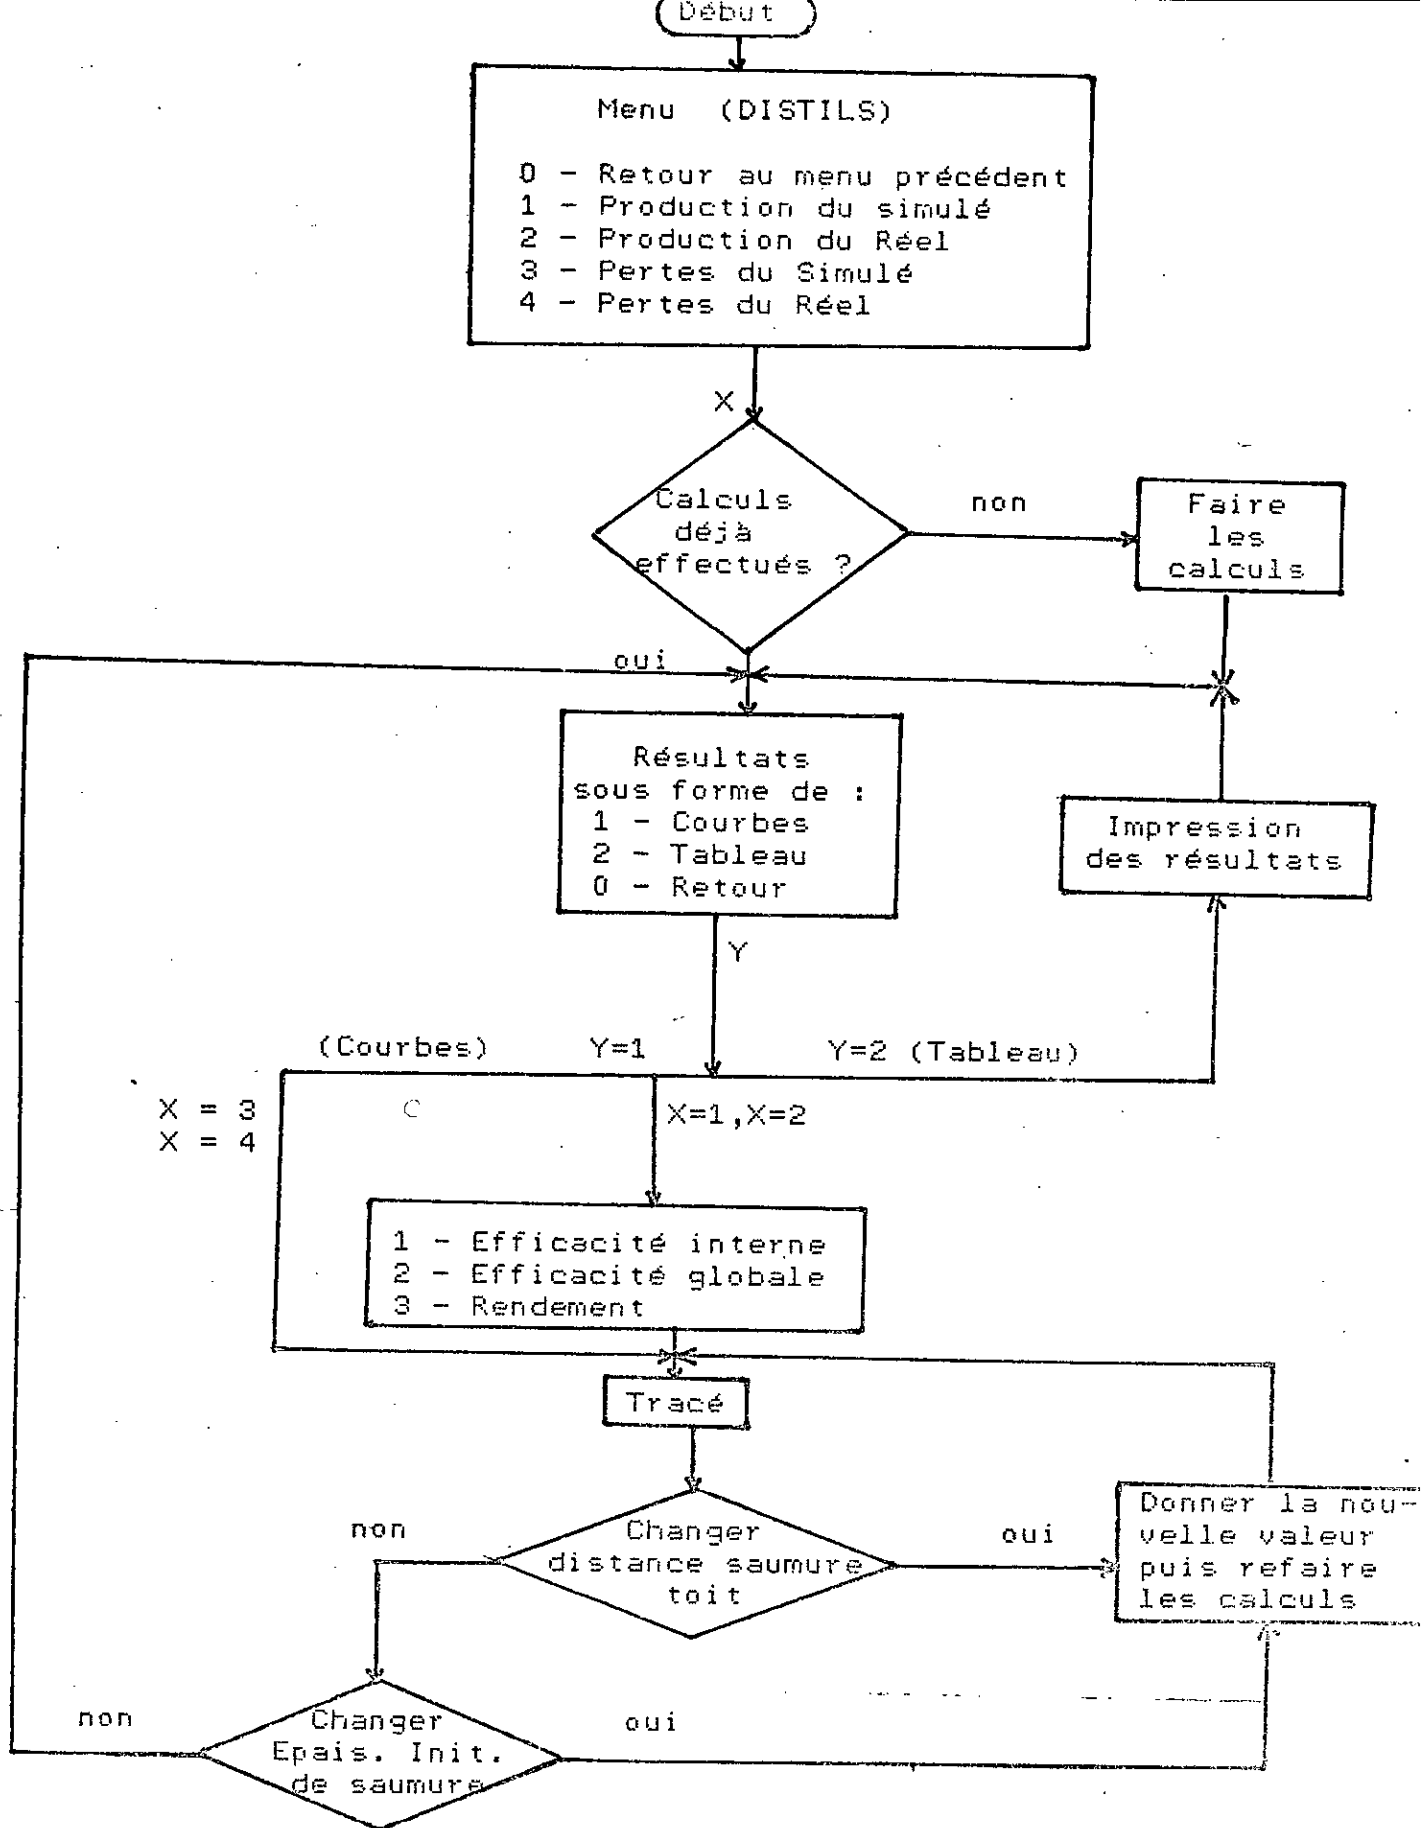 Début
Menu (DISTILS)
0 - Retour au menu précédent
1 - Production du simulé
2 - Production du Réel
3 - Pertes du Simulé
4 - Pertes du Réel
X
Calculs
déjà
effectués ?
non
Faire
les
calculs
oui
Résultats
sous forme de :
1 - Courbes
2 - Tableau
0 - Retour
Impression
des résultats
Y
(Courbes) Y=1
Y=2 (Tableau)
X = 3
X = 4
X=1,X=2
1 - Efficacité interne
2 - Efficacité globale
3 - Rendement
Tracé
non
Changer
distance saumure
toit
oui
Donner la nou-
velle valeur
puis refaire
les calculs
non
Changer
Epais. Init.
de saumure
oui